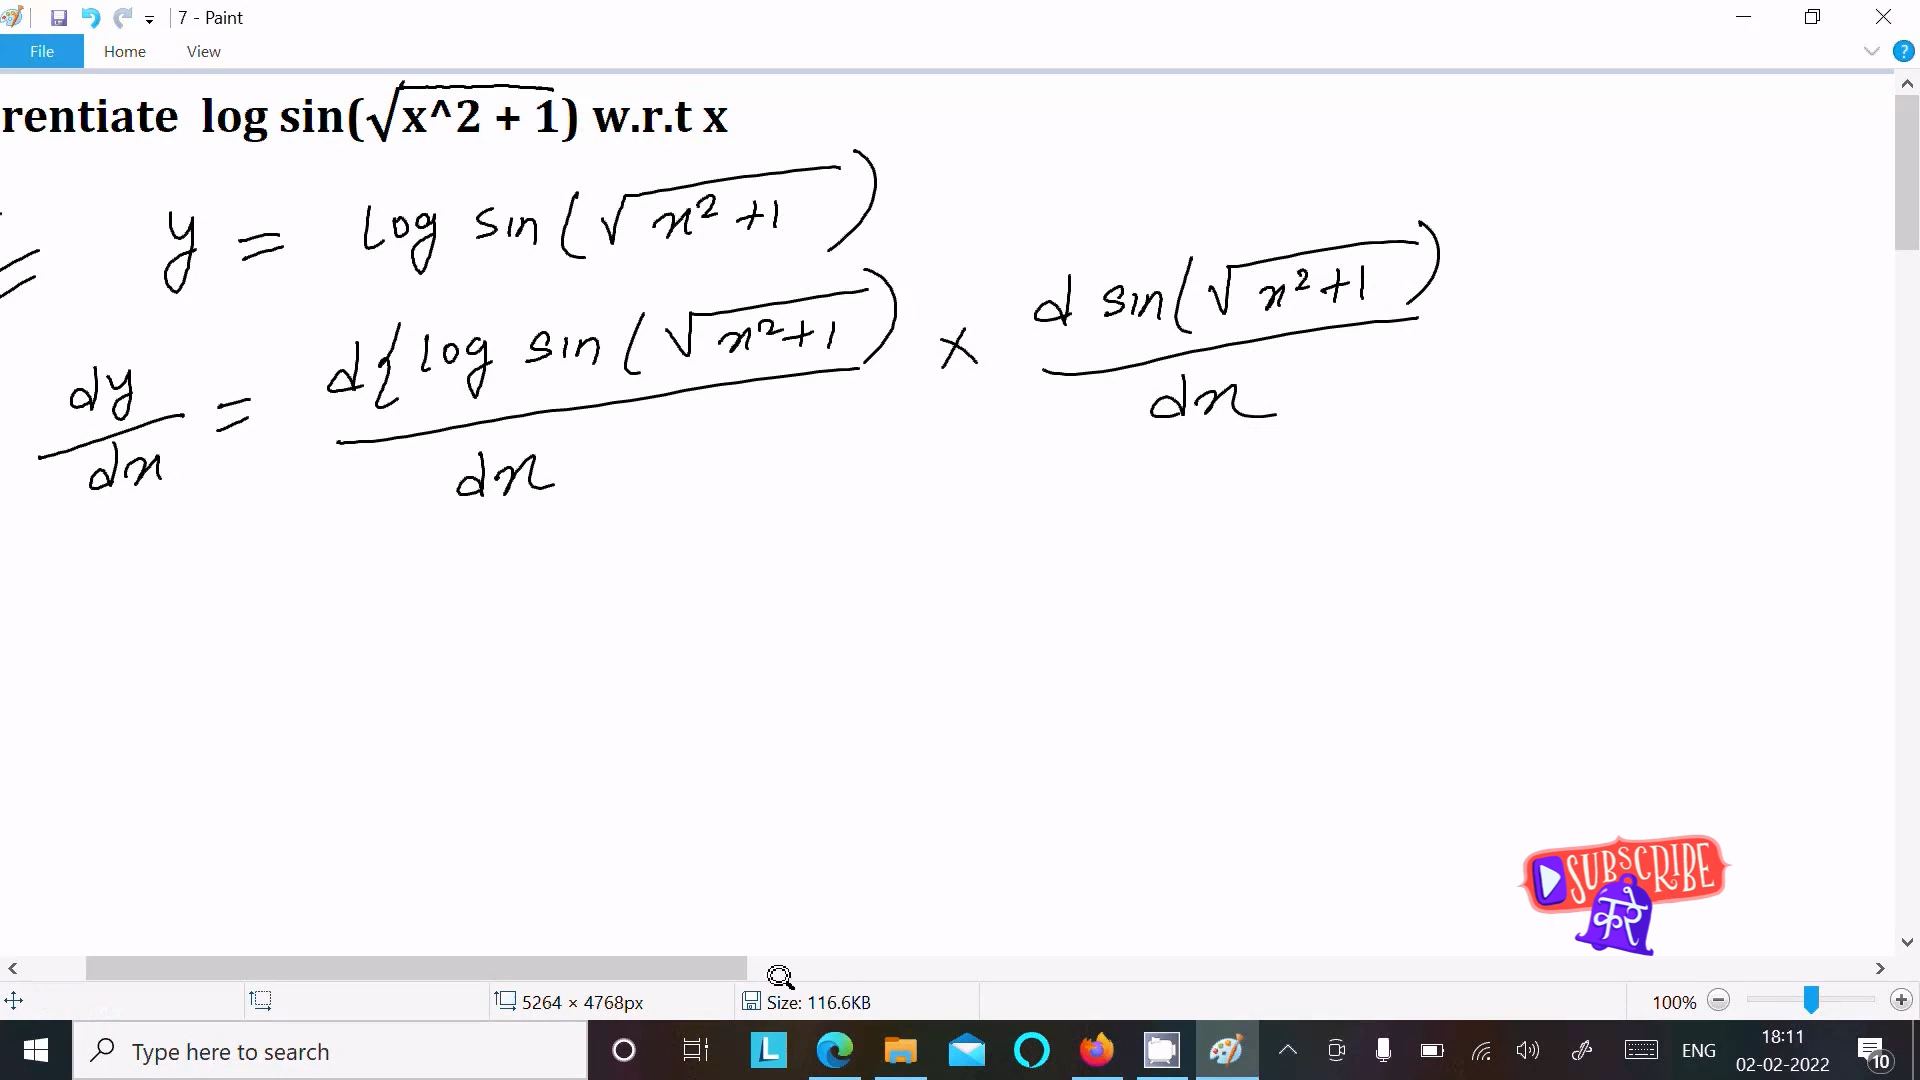 7 - Paint
File Home View
rentiate log sin(√x^2 + 1) w.r.t x
y = log sin(√x²+1)
dy/dx = d{log sin(√x²+1)/dx × d sin(√x²+1)/dx
SUBSCRIBE
करे
5264 × 4768px Size: 116.6KB 100%
Type here to search ENG 18:11
02-02-2022 10